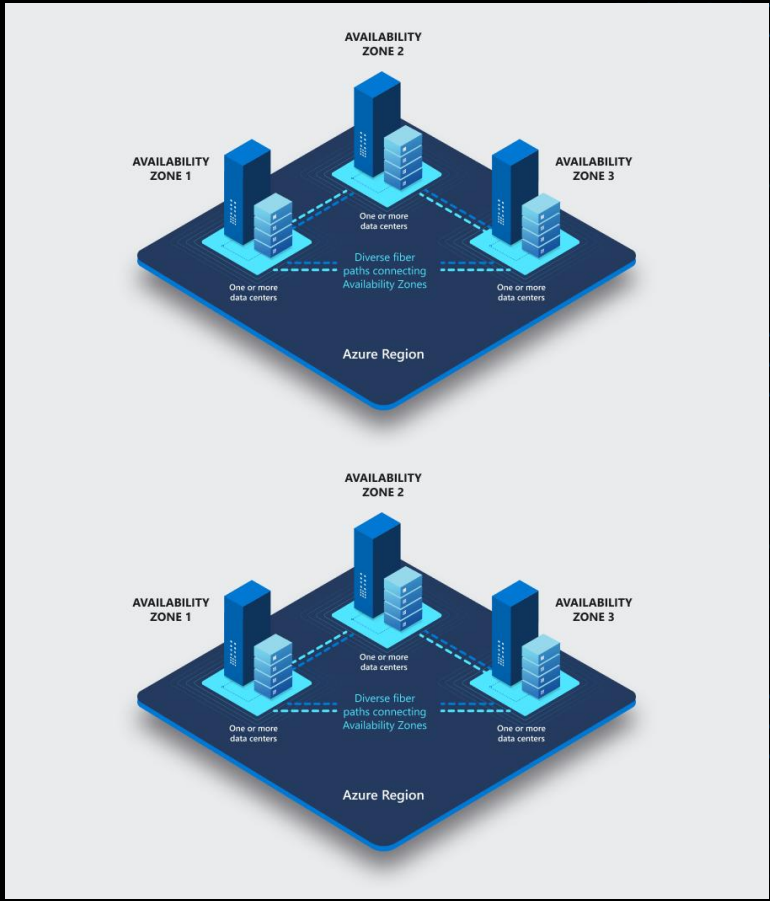 AVAILABILITY
ZONE 2
AVAILABILITY
ZONE 1
AVAILABILITY
ZONE 3
One or more
data centers
Diverse fiber
paths connecting
Availability Zones
One or more
data centers
One or more
data centers
Azure Region
AVAILABILITY
ZONE 2
AVAILABILITY
ZONE 1
AVAILABILITY
ZONE 3
One or more
data centers
Diverse fiber
paths connecting
Availability Zones
One or more
data centers
One or more
data centers
Azure Region